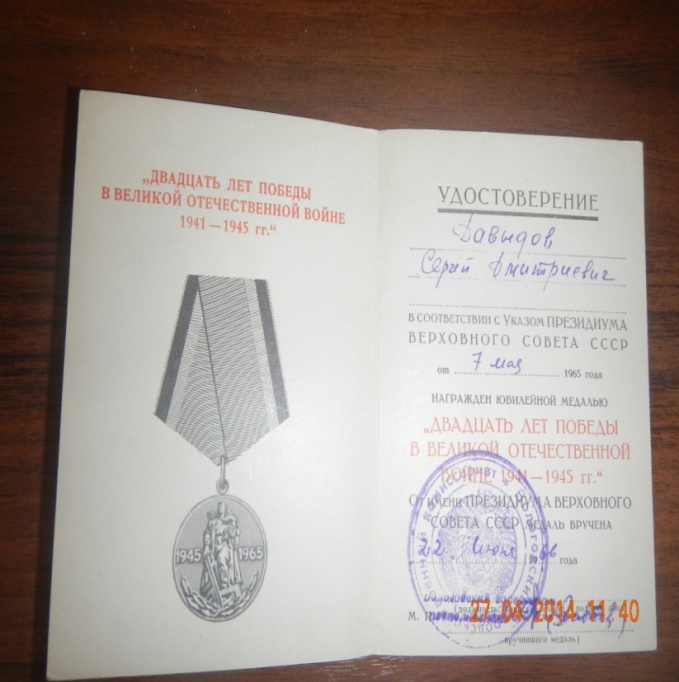 „ДВАДЦАТЬ ЛЕТ ПОБЕДЫ
В ВЕЛИКОЙ ОТЕЧЕСТВЕННОЙ ВОЙНЕ
1941—1945 гг.“
1945 1965
УДОСТОВЕРЕНИЕ
Давыдов
Сергей Дмитриевич
В СООТВЕТСТВИИ С УКАЗОМ ПРЕЗИДИУМА
ВЕРХОВНОГО СОВЕТА СССР
от 7 мая 1965 года
НАГРАЖДЕН ЮБИЛЕЙНОЙ МЕДАЛЬЮ
„ДВАДЦАТЬ ЛЕТ ПОБЕДЫ
В ВЕЛИКОЙ ОТЕЧЕСТВЕННОЙ
ВОЙНЕ 1941—1945 гг.“
ОТ ИМЕНИ ПРЕЗИДИУМА ВЕРХОВНОГО
СОВЕТА СССР МЕДАЛЬ ВРУЧЕНА
22 июня 66 года
М. П.
27 04 2014 11 40
вручившего медаль)